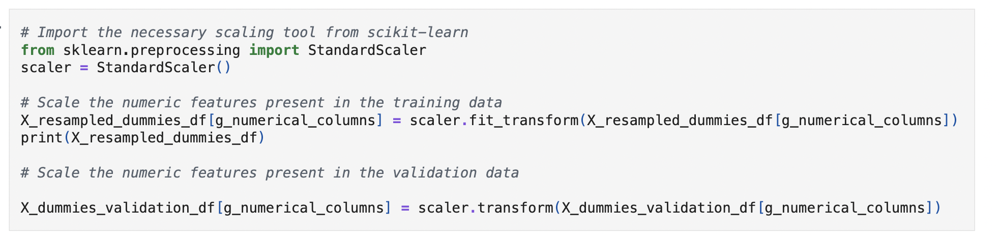 # Import the necessary scaling tool from scikit-learn
from sklearn.preprocessing import StandardScaler
scaler = StandardScaler()
# Scale the numeric features present in the training data
X_resampled_dummies_df[g_numerical_columns] = scaler.fit_transform(X_resampled_dummies_df[g_numerical_columns])
print(X_resampled_dummies_df)
# Scale the numeric features present in the validation data
X_dummies_validation_df[g_numerical_columns] = scaler.transform(X_dummies_validation_df[g_numerical_columns])